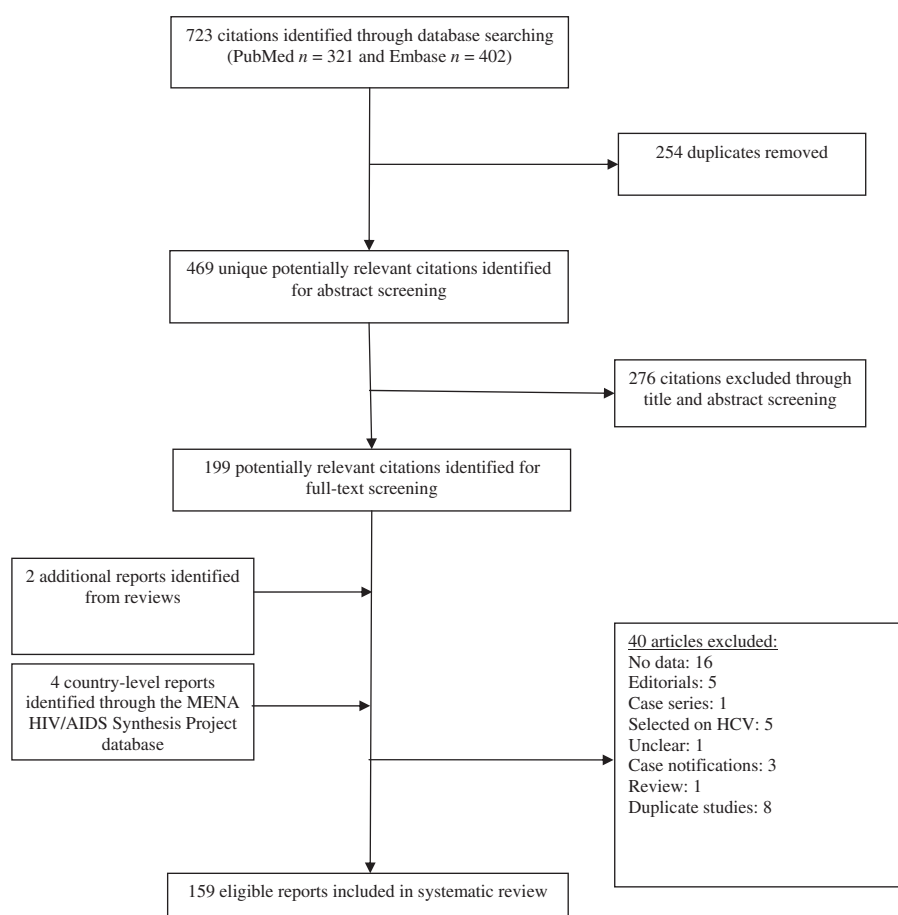 723 citations identified through database searching
(PubMed n = 321 and Embase n = 402)
254 duplicates removed
469 unique potentially relevant citations identified
for abstract screening
276 citations excluded through
title and abstract screening
199 potentially relevant citations identified for
full-text screening
2 additional reports identified
from reviews
4 country-level reports
identified through the MENA
HIV/AIDS Synthesis Project
database
40 articles excluded:
No data: 16
Editorials: 5
Case series: 1
Selected on HCV: 5
Unclear: 1
Case notifications: 3
Review: 1
Duplicate studies: 8
159 eligible reports included in systematic review